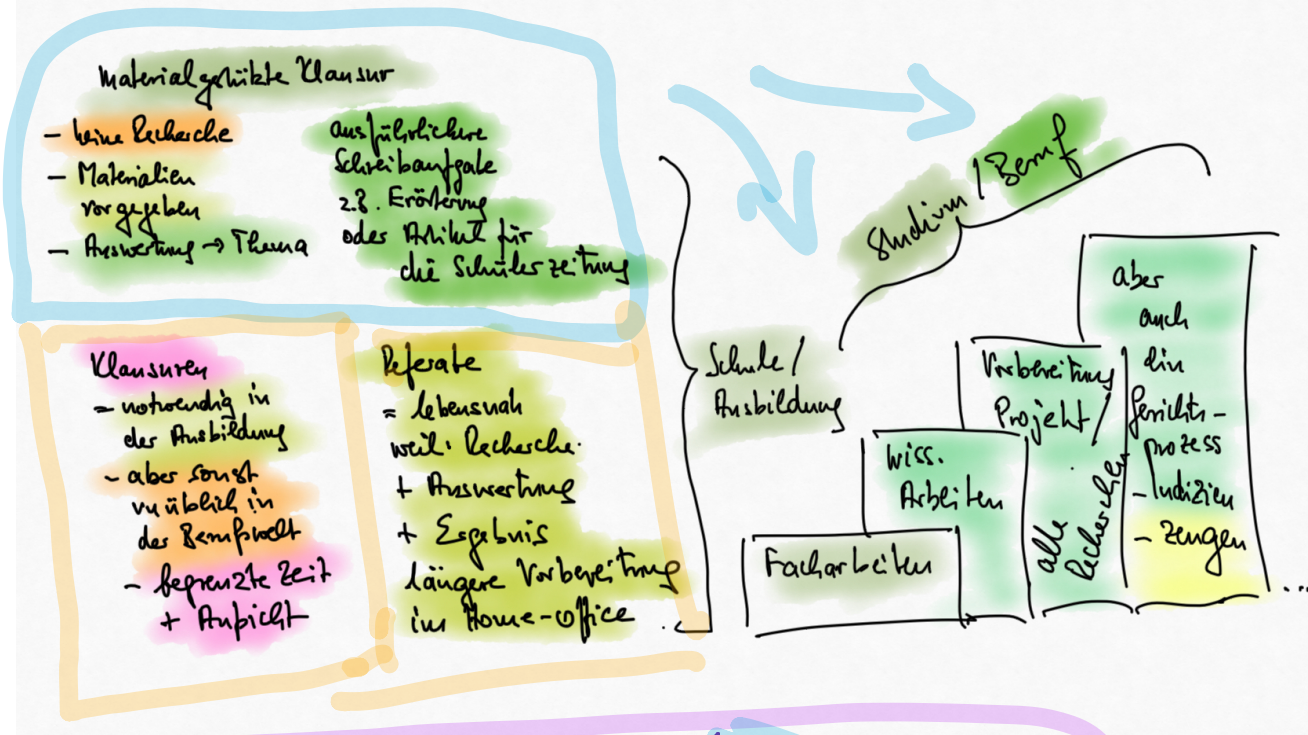 Materialgestützte Klausur
- keine Recherche
- Materialien
vorgegeben
- Auswertung → Thema
ausführlichere
Schreibaufgabe
z.B. Erörterung
oder Artikel für
die Schülerzeitung
Klausuren
- notwendig in
der Ausbildung
- aber sonst
unüblich in
der Berufswelt
- begrenzte Zeit
+ Aufsicht
Referate
= lebensnah
weil: Recherche
+ Auswertung
+ Ergebnis
längere Vorbereitung
im Home-Office
Schule /
Ausbildung
Studium / Beruf
Facharbeiten
wiss.
Arbeiten
Vorbereitung
Projekt /
alle
Recherchen
aber
auch
ein
Gerichts-
prozess
- Indizien
- Zeugen
...